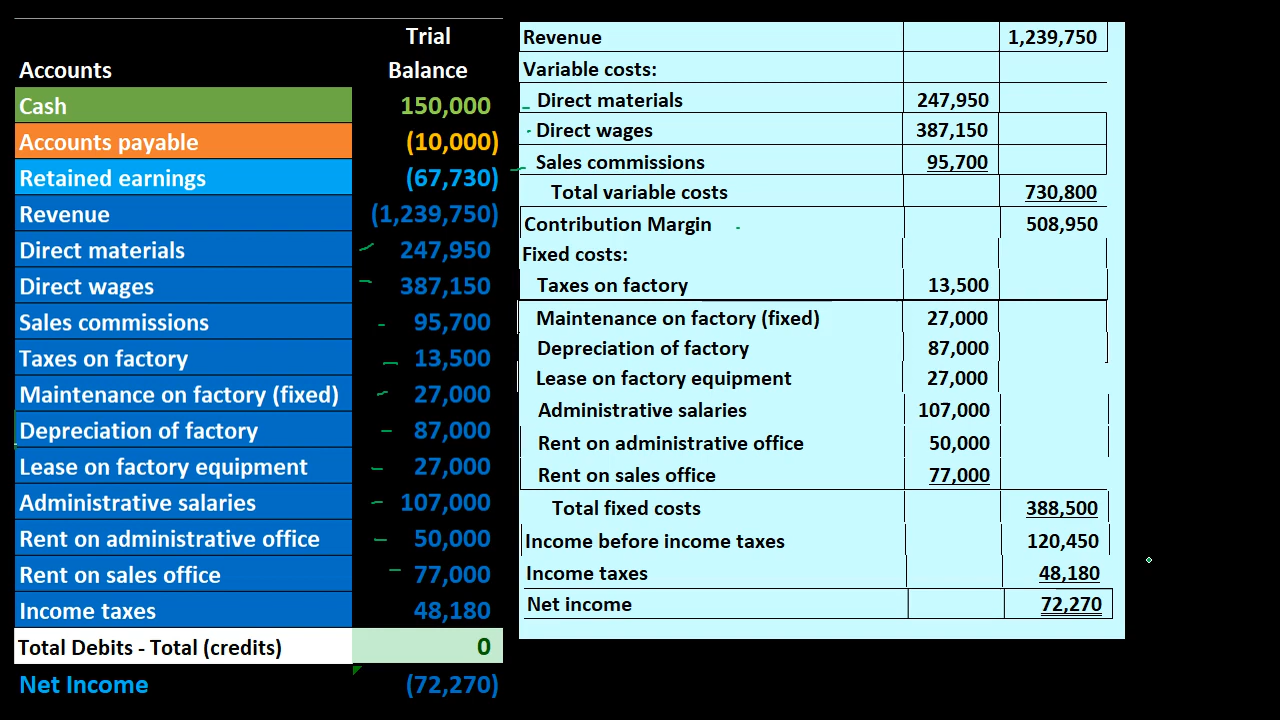 Trial
Accounts Balance
Cash 150,000
Accounts payable (10,000)
Retained earnings (67,730)
Revenue (1,239,750)
Direct materials 247,950
Direct wages 387,150
Sales commissions 95,700
Taxes on factory 13,500
Maintenance on factory (fixed) 27,000
Depreciation of factory 87,000
Lease on factory equipment 27,000
Administrative salaries 107,000
Rent on administrative office 50,000
Rent on sales office 77,000
Income taxes 48,180
Total Debits - Total (credits) 0
Net Income (72,270)
Revenue 1,239,750
Variable costs:
Direct materials 247,950
Direct wages 387,150
Sales commissions 95,700
Total variable costs 730,800
Contribution Margin 508,950
Fixed costs:
Taxes on factory 13,500
Maintenance on factory (fixed) 27,000
Depreciation of factory 87,000
Lease on factory equipment 27,000
Administrative salaries 107,000
Rent on administrative office 50,000
Rent on sales office 77,000
Total fixed costs 388,500
Income before income taxes 120,450
Income taxes 48,180
Net income 72,270